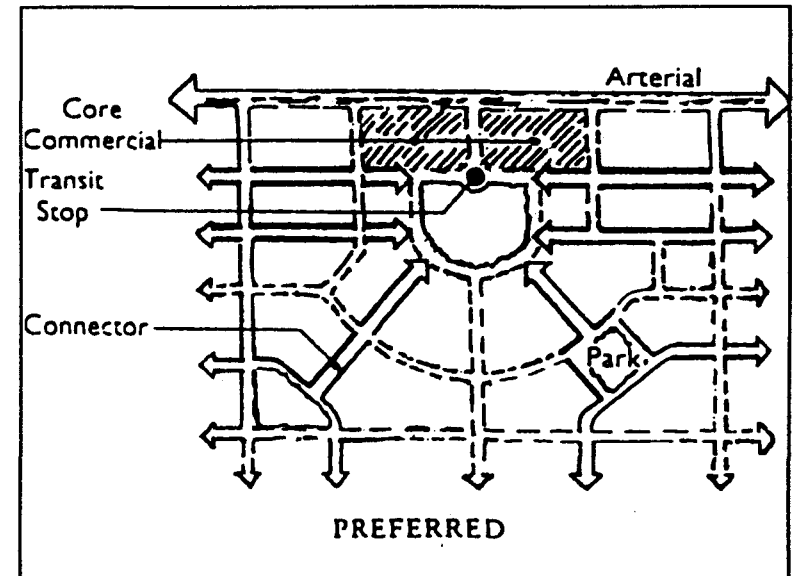 Arterial
Core
Commercial
Transit
Stop
Connector
Park
PREFERRED